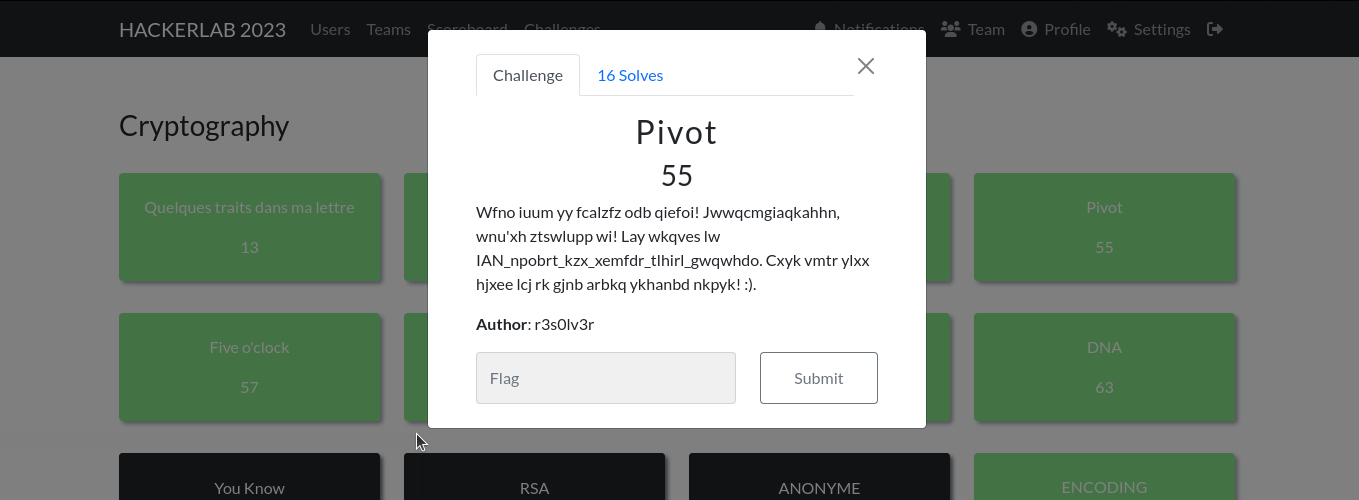 HACKERLAB 2023 Users Teams Scoreboard Challenges Notifications Team Profile Settings
Challenge 16 Solves
Cryptography
Pivot
55
Wfno iuum yy fcalzfz odb qiefoi! Jwwqcmgiaqkahhn,
wnu'xh ztswlupp wi! Lay wkqves lw
IAN_npobrt_kzx_xemfdr_tlhirl_gwqwhdo. Cxyk vmtr ylxx
hjxee lcj rk gjnb arbkq ykhanbd nkpyk! :).
Author: r3s0lv3r
Flag Submit
Quelques traits dans ma lettre
13
Pivot
55
Five o'clock
57
DNA
63
You Know
RSA
ANONYME
ENCODING